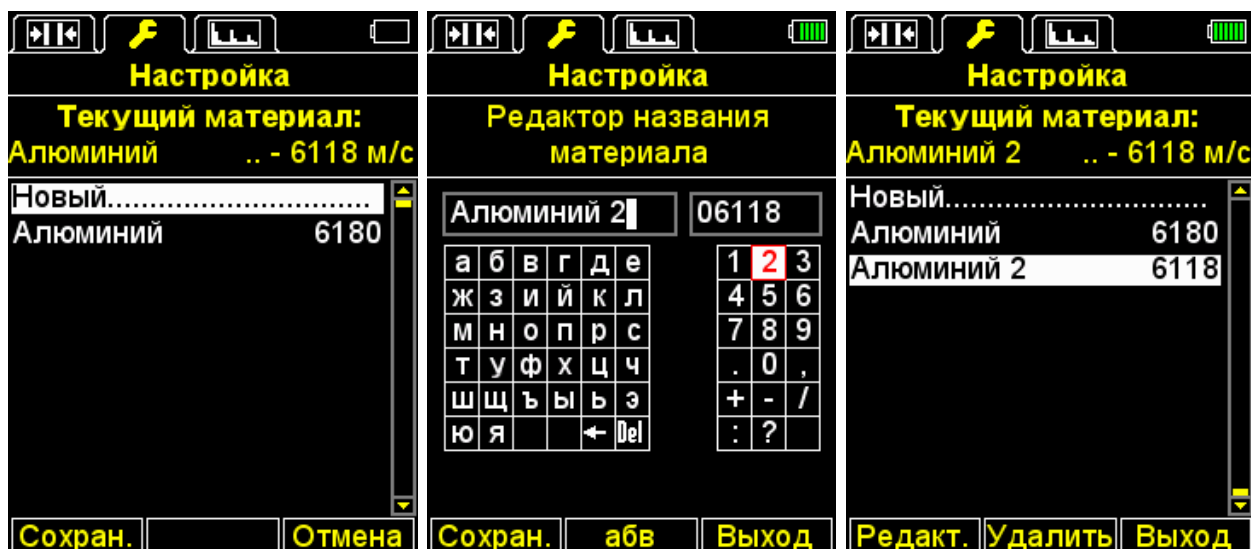 Настройка
Текущий материал:
Алюминий .. - 6118 м/с
Новый..............................
Алюминий 6180
Сохран. Отмена
Настройка
Редактор названия
материала
Алюминий 2 06118
а б в г д е 1 2 3
ж з и й к л 4 5 6
м н о п р с 7 8 9
т у ф х ц ч . 0 ,
ш щ ъ ы ь э + - /
ю я ← Del : ?
Сохран. абв Выход
Настройка
Текущий материал:
Алюминий 2 .. - 6118 м/с
Новый..............................
Алюминий 6180
Алюминий 2 6118
Редакт. Удалить Выход